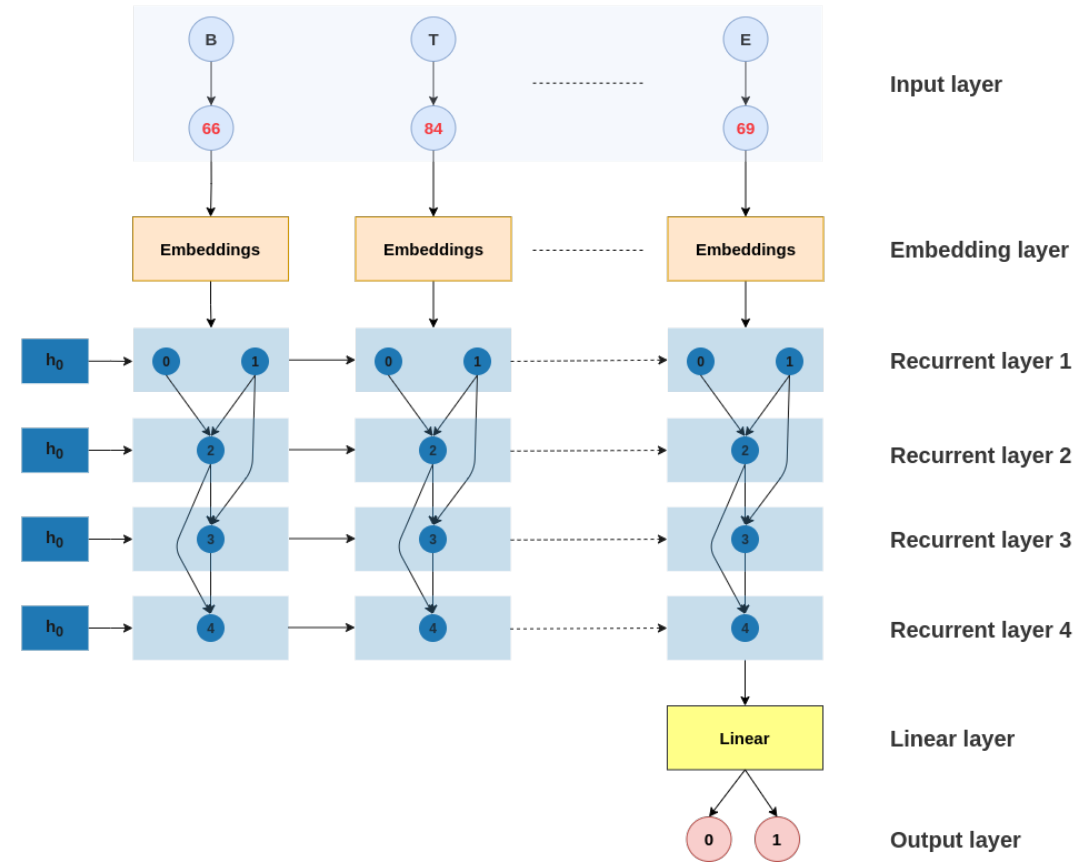 B T E
Input layer
66 84 69
Embeddings Embeddings Embeddings Embedding layer
h0 0 1 0 1 0 1 Recurrent layer 1
h0 2 2 2 Recurrent layer 2
h0 3 3 3 Recurrent layer 3
h0 4 4 4 Recurrent layer 4
Linear Linear layer
0 1 Output layer